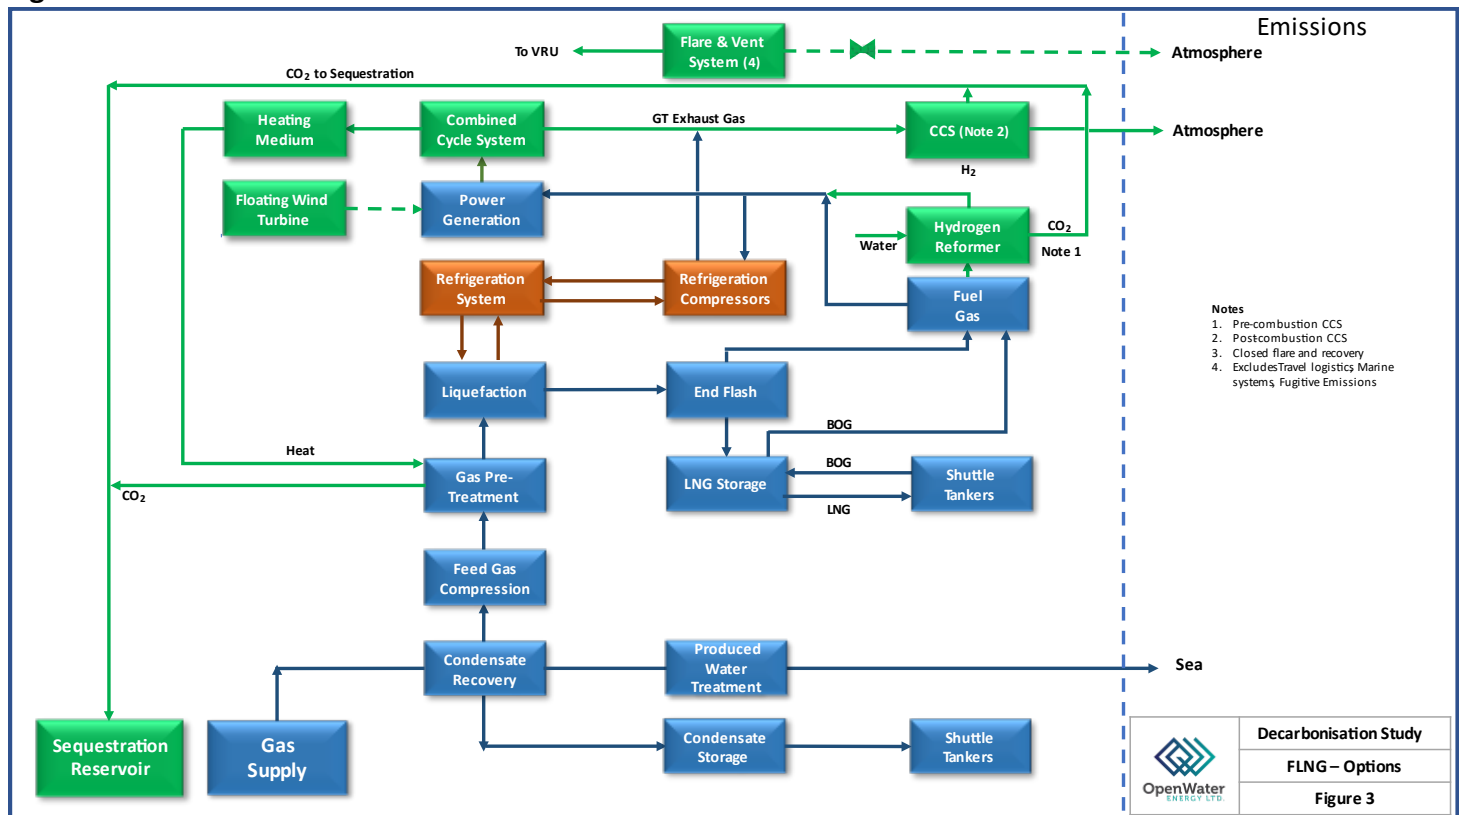 Emissions
Flare & Vent
System (4)
To VRU
Atmosphere
CO2 to Sequestration
Heating
Medium
Combined
Cycle System
GT Exhaust Gas
CCS (Note 2)
Atmosphere
H2
Floating Wind
Turbine
Power
Generation
Water
Hydrogen
Reformer
CO2
Note 1
Refrigeration
System
Refrigeration
Compressors
Fuel
Gas
Notes
1. Pre-combustion CCS
2. Post-combustion CCS
3. Closed flare and recovery
4. ExcludesTravel logistics, Marine
systems, Fugitive Emissions
Liquefaction
End Flash
BOG
Heat
Gas Pre-
Treatment
CO2
LNG Storage
BOG
LNG
Shuttle
Tankers
Feed Gas
Compression
Condensate
Recovery
Produced
Water
Treatment
Sea
Sequestration
Reservoir
Gas
Supply
Condensate
Storage
Shuttle
Tankers
OpenWater
ENERGY LTD.
Decarbonisation Study
FLNG – Options
Figure 3